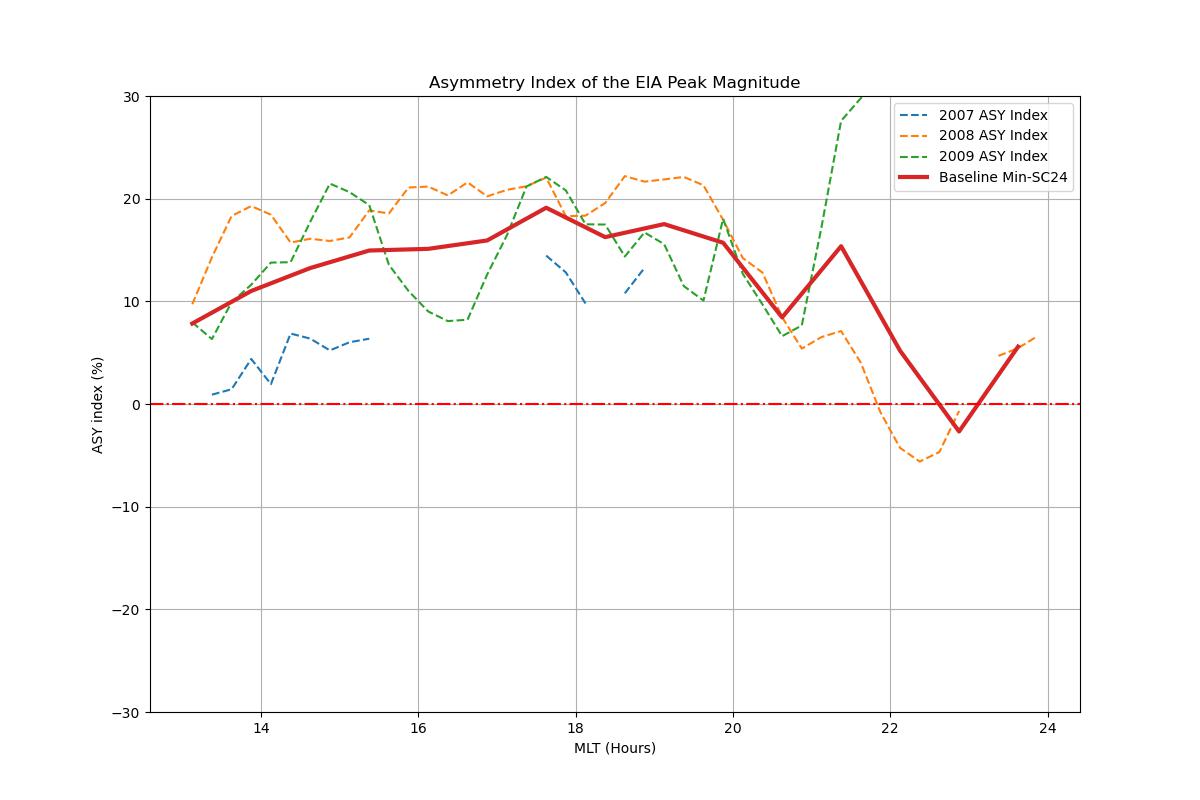 Asymmetry Index of the EIA Peak Magnitude
30
20
10
0
−10
−20
−30
ASY index (%)
2007 ASY Index
2008 ASY Index
2009 ASY Index
Baseline Min-SC24
14 16 18 20 22 24
MLT (Hours)